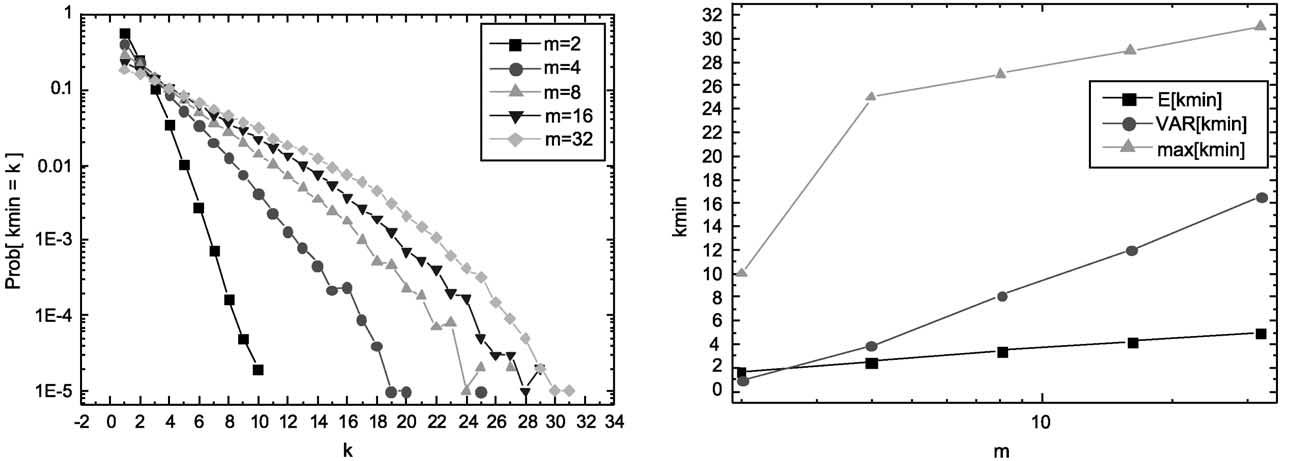 1
0.1
0.01
1E-3
1E-4
1E-5
Prob[ kmin = k ]
-2 0 2 4 6 8 10 12 14 16 18 20 22 24 26 28 30 32 34
k
m=2
m=4
m=8
m=16
m=32
32
30
28
26
24
22
20
18
16
14
12
10
8
6
4
2
0
kmin
10
m
E[kmin]
VAR[kmin]
max[kmin]